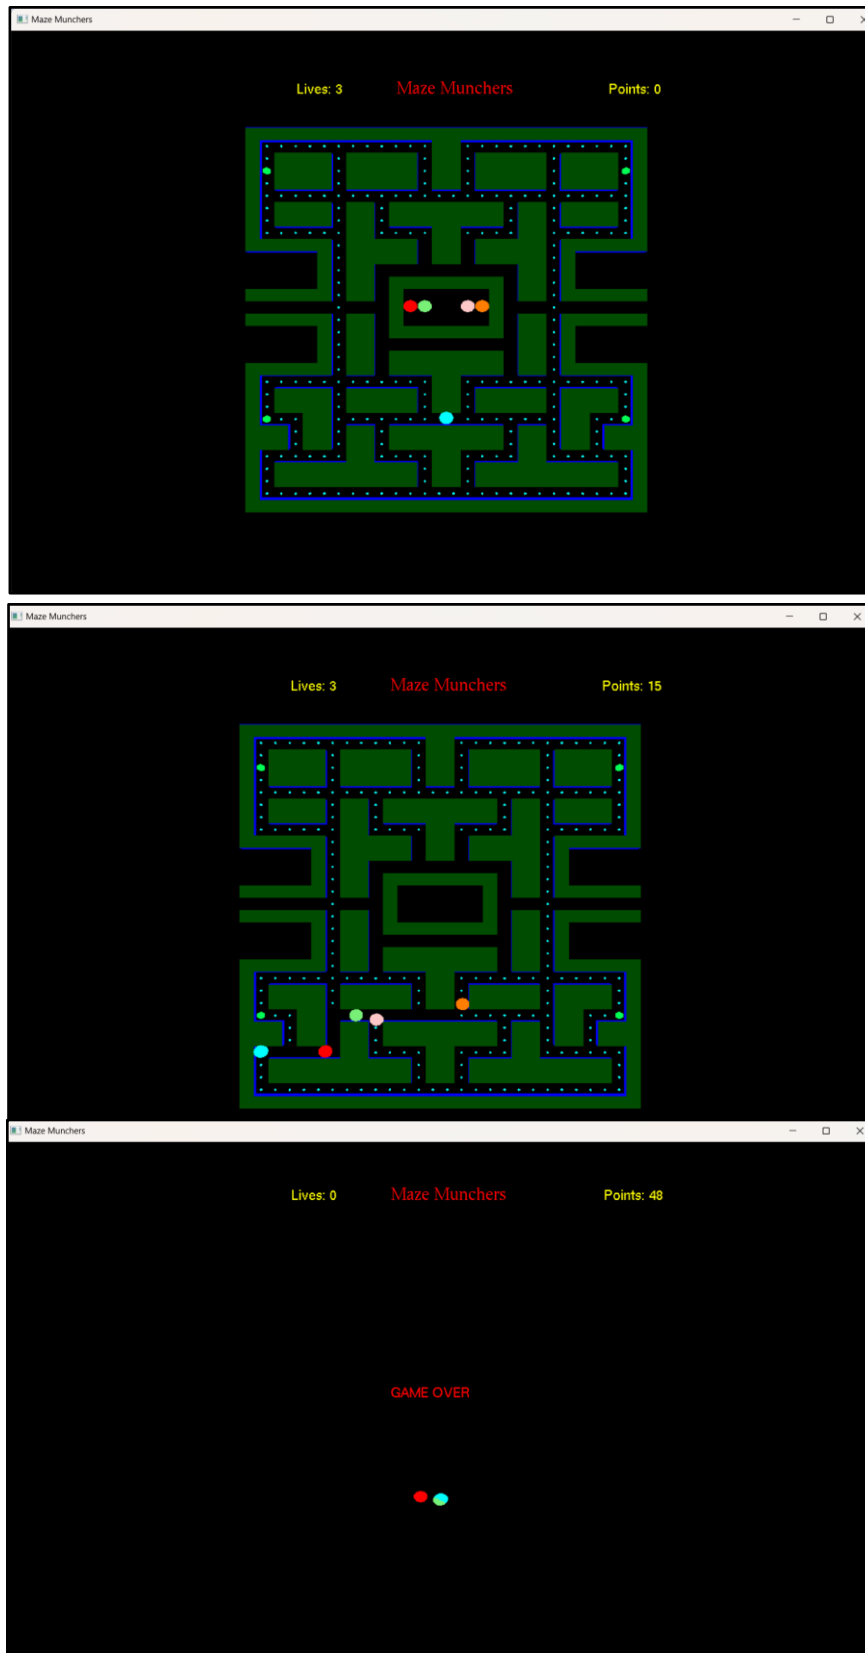 Maze Munchers
Lives: 3 Maze Munchers Points: 0
Maze Munchers
Lives: 3 Maze Munchers Points: 15
Maze Munchers
Lives: 0 Maze Munchers Points: 48
GAME OVER